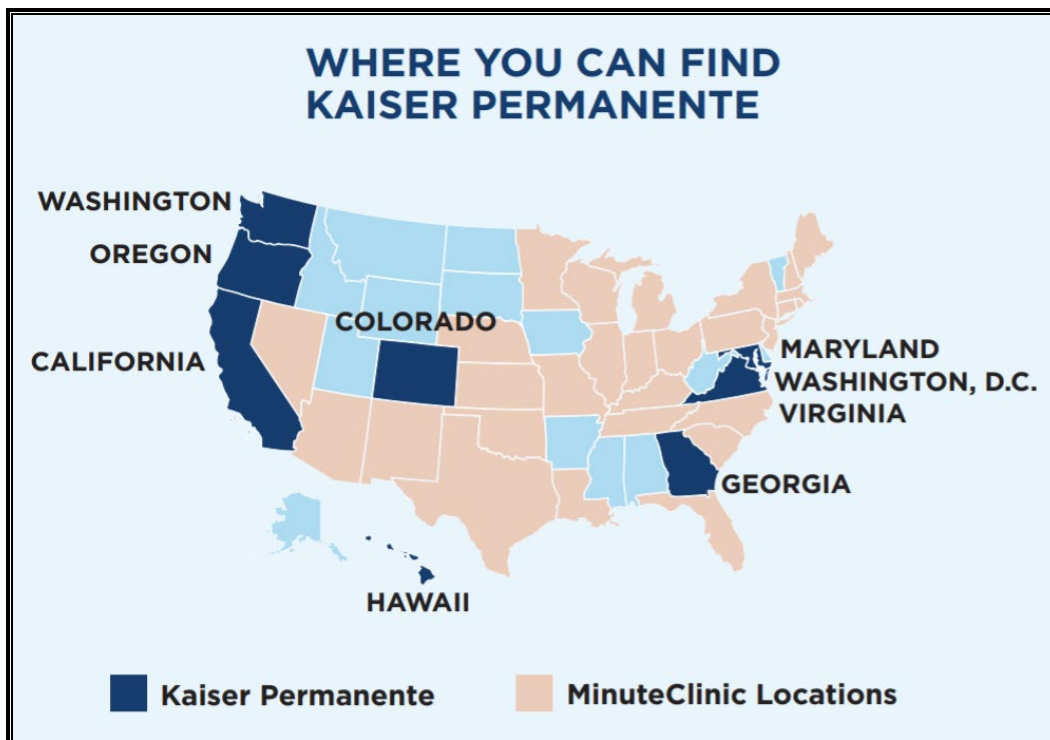 WHERE YOU CAN FIND
KAISER PERMANENTE
WASHINGTON
OREGON
COLORADO
CALIFORNIA
MARYLAND
WASHINGTON, D.C.
VIRGINIA
GEORGIA
HAWAII
Kaiser Permanente
MinuteClinic Locations